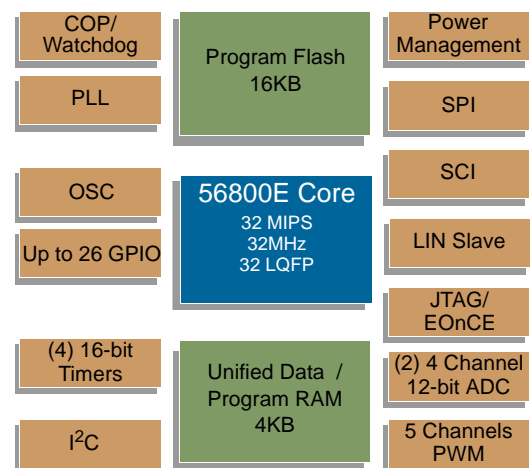 COP/
Watchdog
PLL
OSC
Up to 26 GPIO
(4) 16-bit
Timers
I²C
Program Flash
16KB
56800E Core
32 MIPS
32MHz
32 LQFP
Unified Data /
Program RAM
4KB
Power
Management
SPI
SCI
LIN Slave
JTAG/
EOnCE
(2) 4 Channel
12-bit ADC
5 Channels
PWM